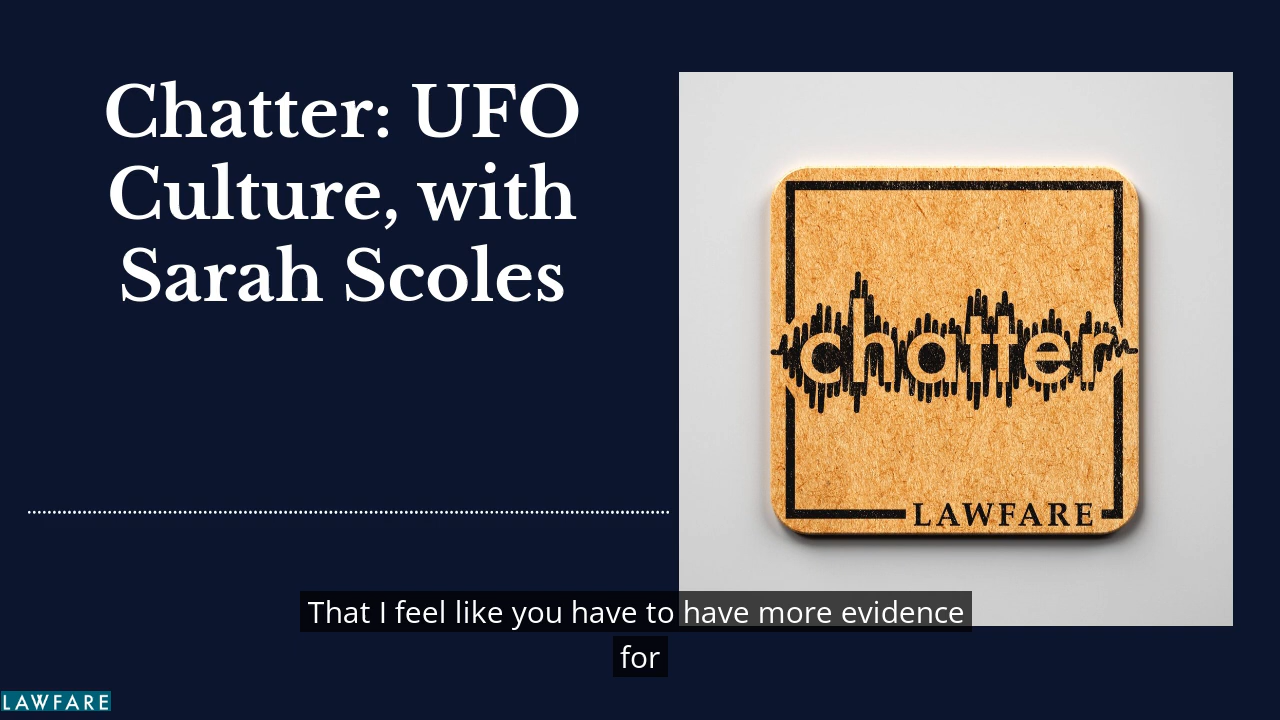 Chatter: UFO
Culture, with
Sarah Scoles
chatter
LAWFARE
That I feel like you have to have more evidence
for
LAWFARE